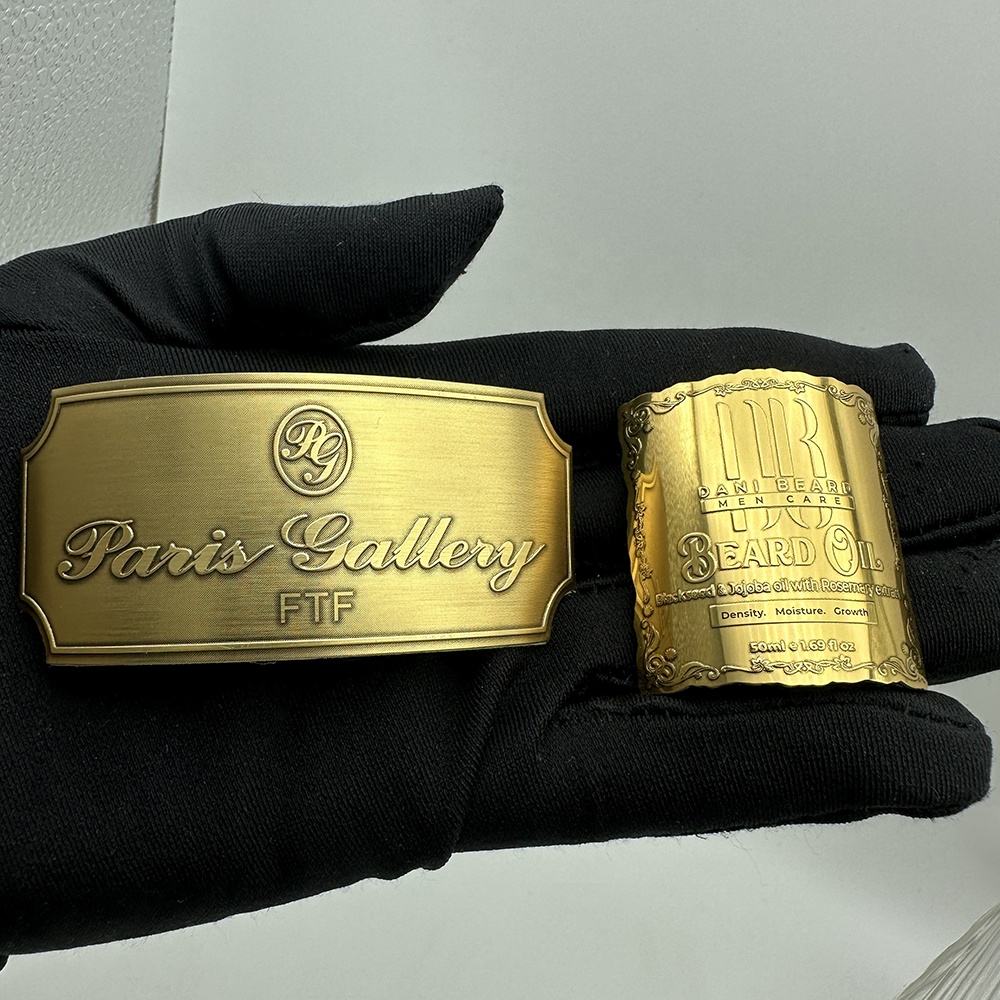 PG
Paris Gallery
FTF
DANI BEARD
MEN CARE
BEARD OIL
Blackseed & Jojoba oil with Rosemary extract
Density. Moisture. Growth
50ml e 1.69 fl oz